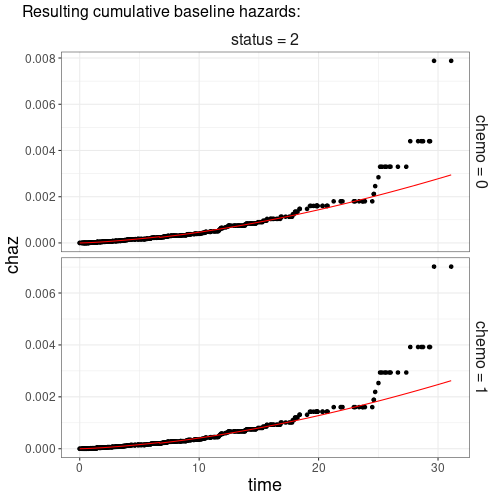 Resulting cumulative baseline hazards:
status = 2
0.008
0.006
0.004
0.002
0.000
chemo = 0
chaz
0.006
0.004
0.002
0.000
chemo = 1
0 10 20 30
time